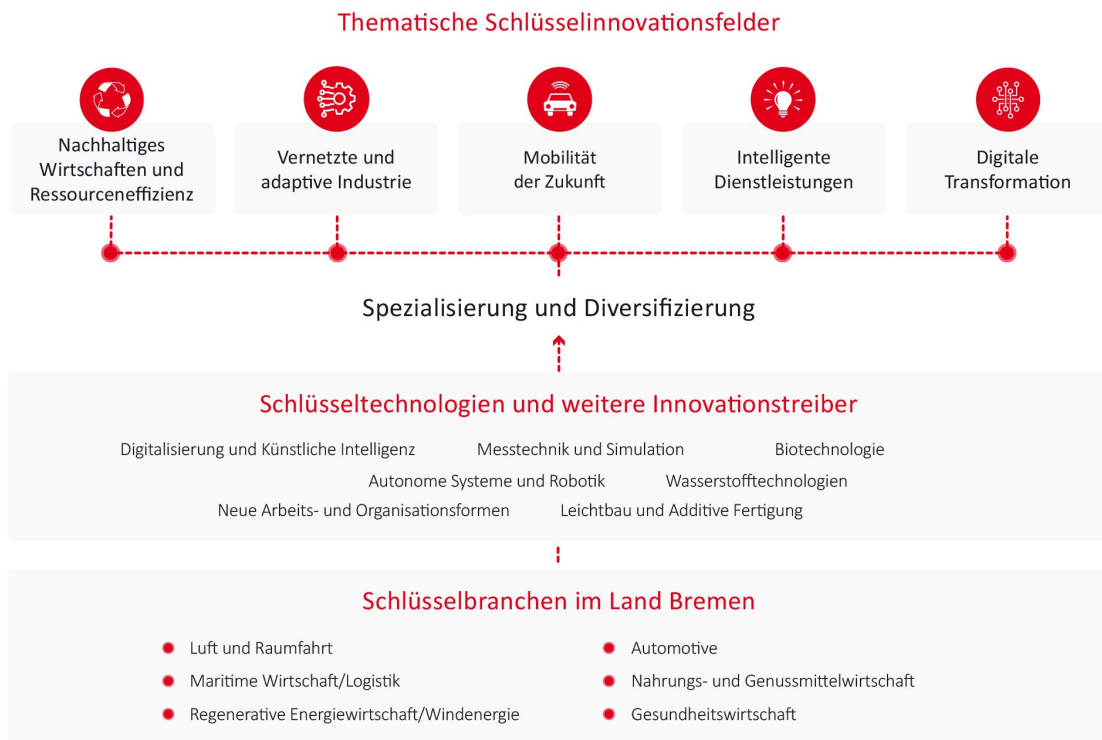 Thematische Schlüsselinnovationsfelder
Nachhaltiges
Wirtschaften und
Ressourceneffizienz
Vernetzte und
adaptive Industrie
Mobilität
der Zukunft
Intelligente
Dienstleistungen
Digitale
Transformation
Spezialisierung und Diversifizierung
Schlüsseltechnologien und weitere Innovationstreiber
Digitalisierung und Künstliche Intelligenz
Messtechnik und Simulation
Biotechnologie
Autonome Systeme und Robotik
Wasserstofftechnologien
Neue Arbeits- und Organisationsformen
Leichtbau und Additive Fertigung
Schlüsselbranchen im Land Bremen
Luft und Raumfahrt
Maritime Wirtschaft/Logistik
Regenerative Energiewirtschaft/Windenergie
Automotive
Nahrungs- und Genussmittelwirtschaft
Gesundheitswirtschaft